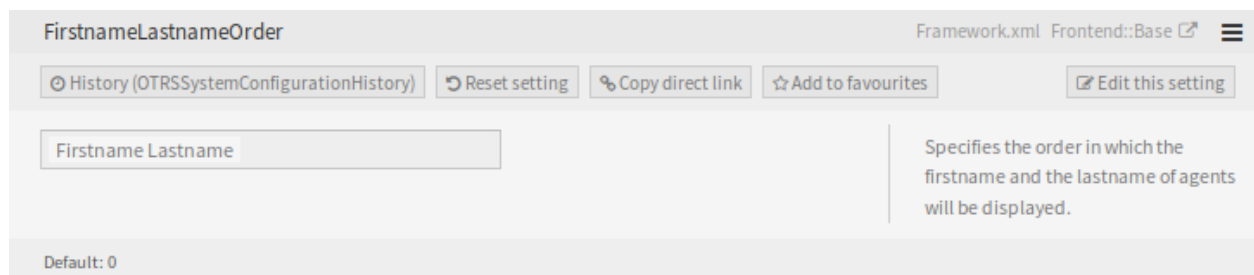 FirstnameLastnameOrder
Framework.xml Frontend::Base
History (OTRSSystemConfigurationHistory) Reset setting Copy direct link Add to favourites Edit this setting
Firstname Lastname
Specifies the order in which the
firstname and the lastname of agents
will be displayed.
Default: 0